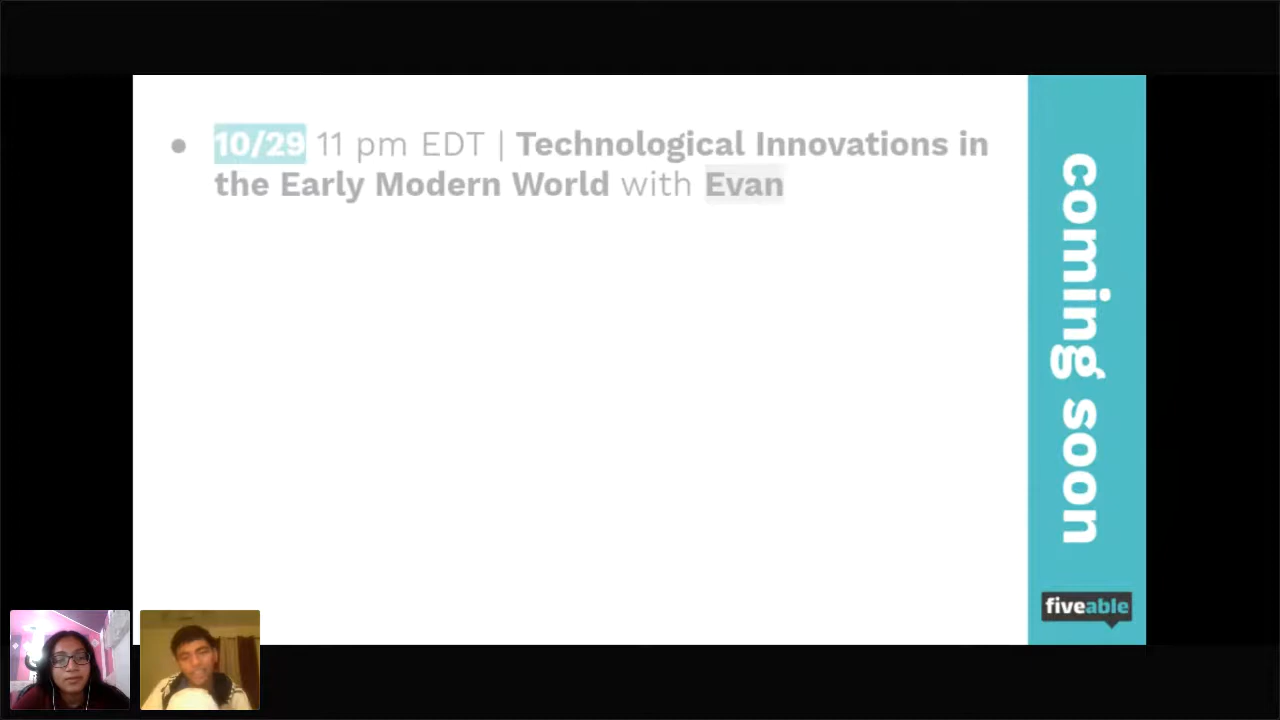 10/29 11 pm EDT | Technological Innovations in
the Early Modern World with Evan
coming soon
fiveable